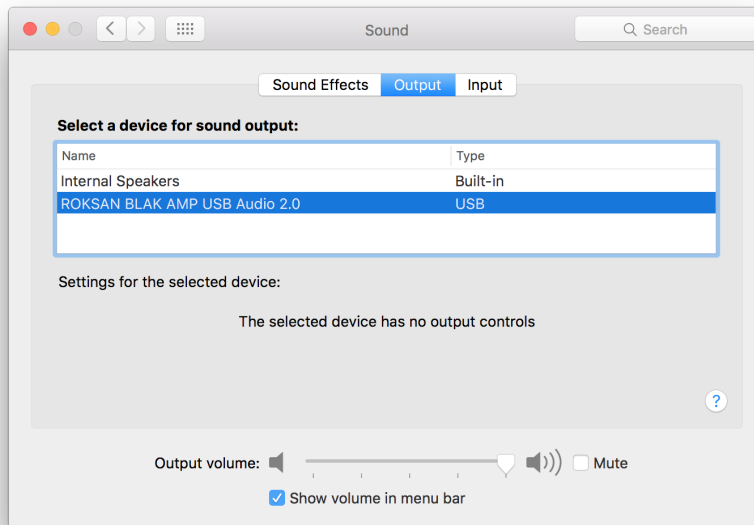 Sound
Search
Sound Effects Output Input
Select a device for sound output:
Name Type
Internal Speakers Built-in
ROKSAN BLAK AMP USB Audio 2.0 USB
Settings for the selected device:
The selected device has no output controls
?
Output volume: Mute
Show volume in menu bar